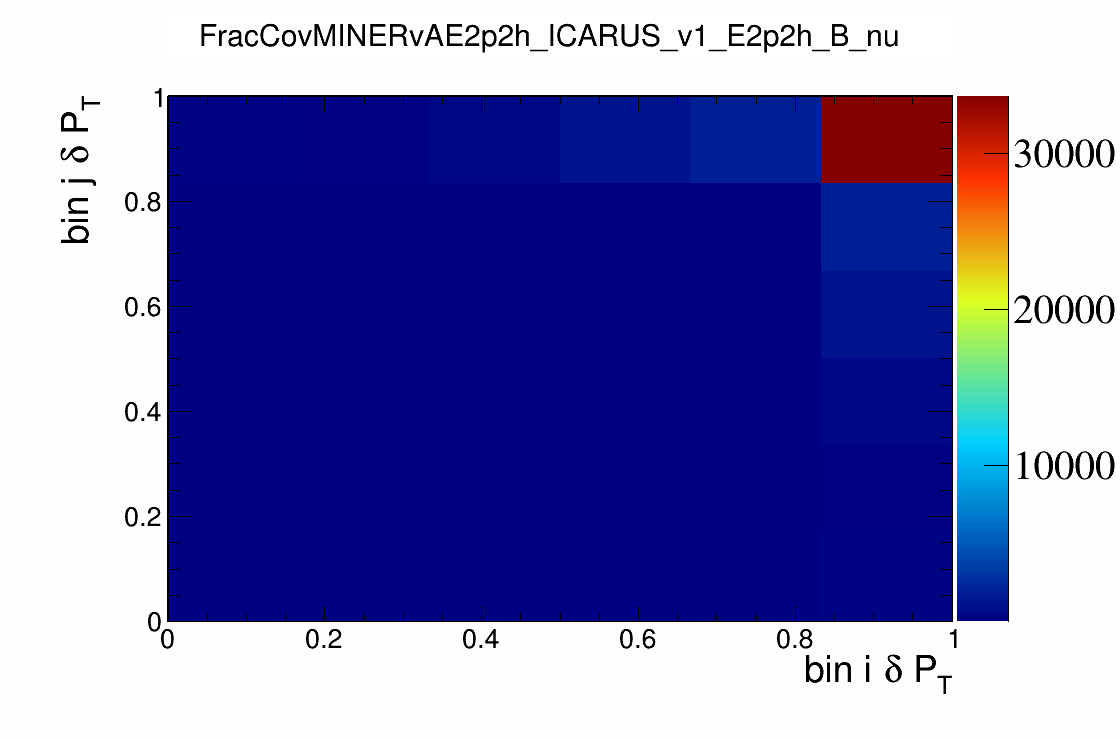 FracCovMINERvAE2p2h_ICARUS_v1_E2p2h_B_nu
bin j δ P_T
1
0.8
0.6
0.4
0.2
0
0 0.2 0.4 0.6 0.8 1
bin i δ P_T
30000
20000
10000